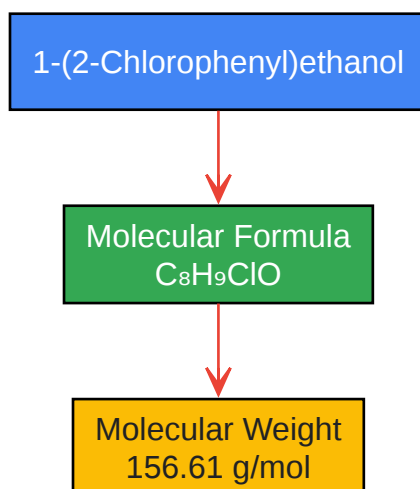 1-(2-Chlorophenyl)ethanol
Molecular Formula
C₈H₉ClO
Molecular Weight
156.61 g/mol